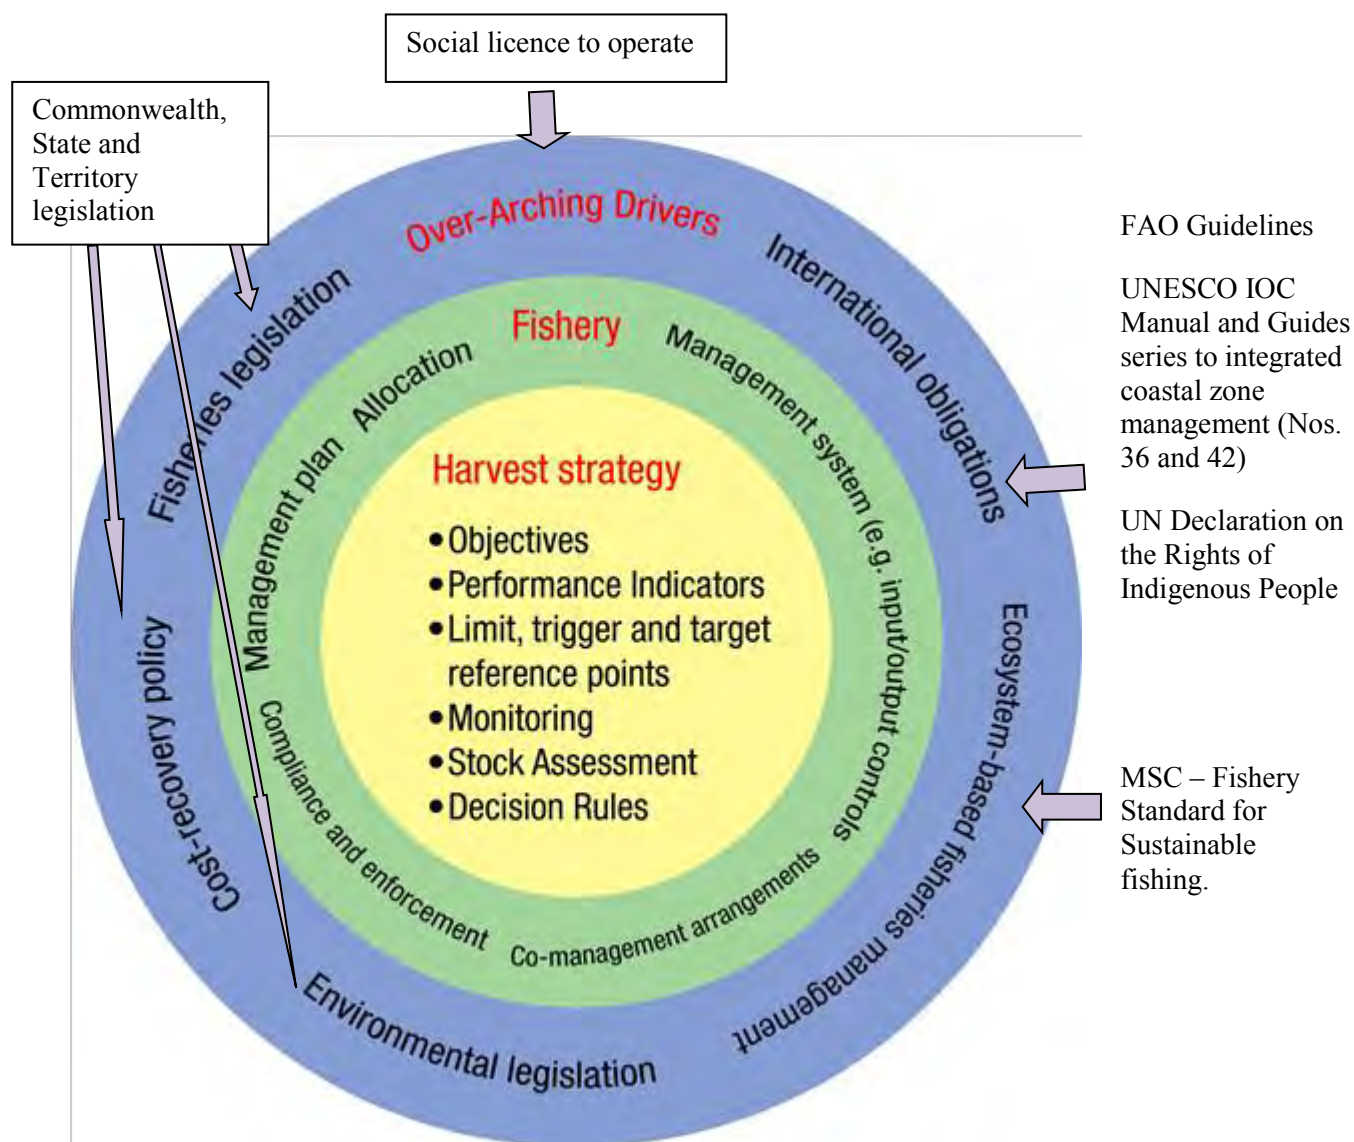 Social licence to operate
Commonwealth,
State and
Territory
legislation
Over-Arching Drivers
Fisheries legislation
International obligations
Cost-recovery policy
Ecosystem-based fisheries management
Environmental legislation
Fishery
Allocation
Management plan
Management system (e.g. input/output controls
Compliance and enforcement
Co-management arrangements
Harvest strategy
•Objectives
•Performance Indicators
•Limit, trigger and target
reference points
•Monitoring
•Stock Assessment
•Decision Rules
FAO Guidelines
UNESCO IOC
Manual and Guides
series to integrated
coastal zone
management (Nos.
36 and 42)
UN Declaration on
the Rights of
Indigenous People
MSC – Fishery
Standard for
Sustainable
fishing.